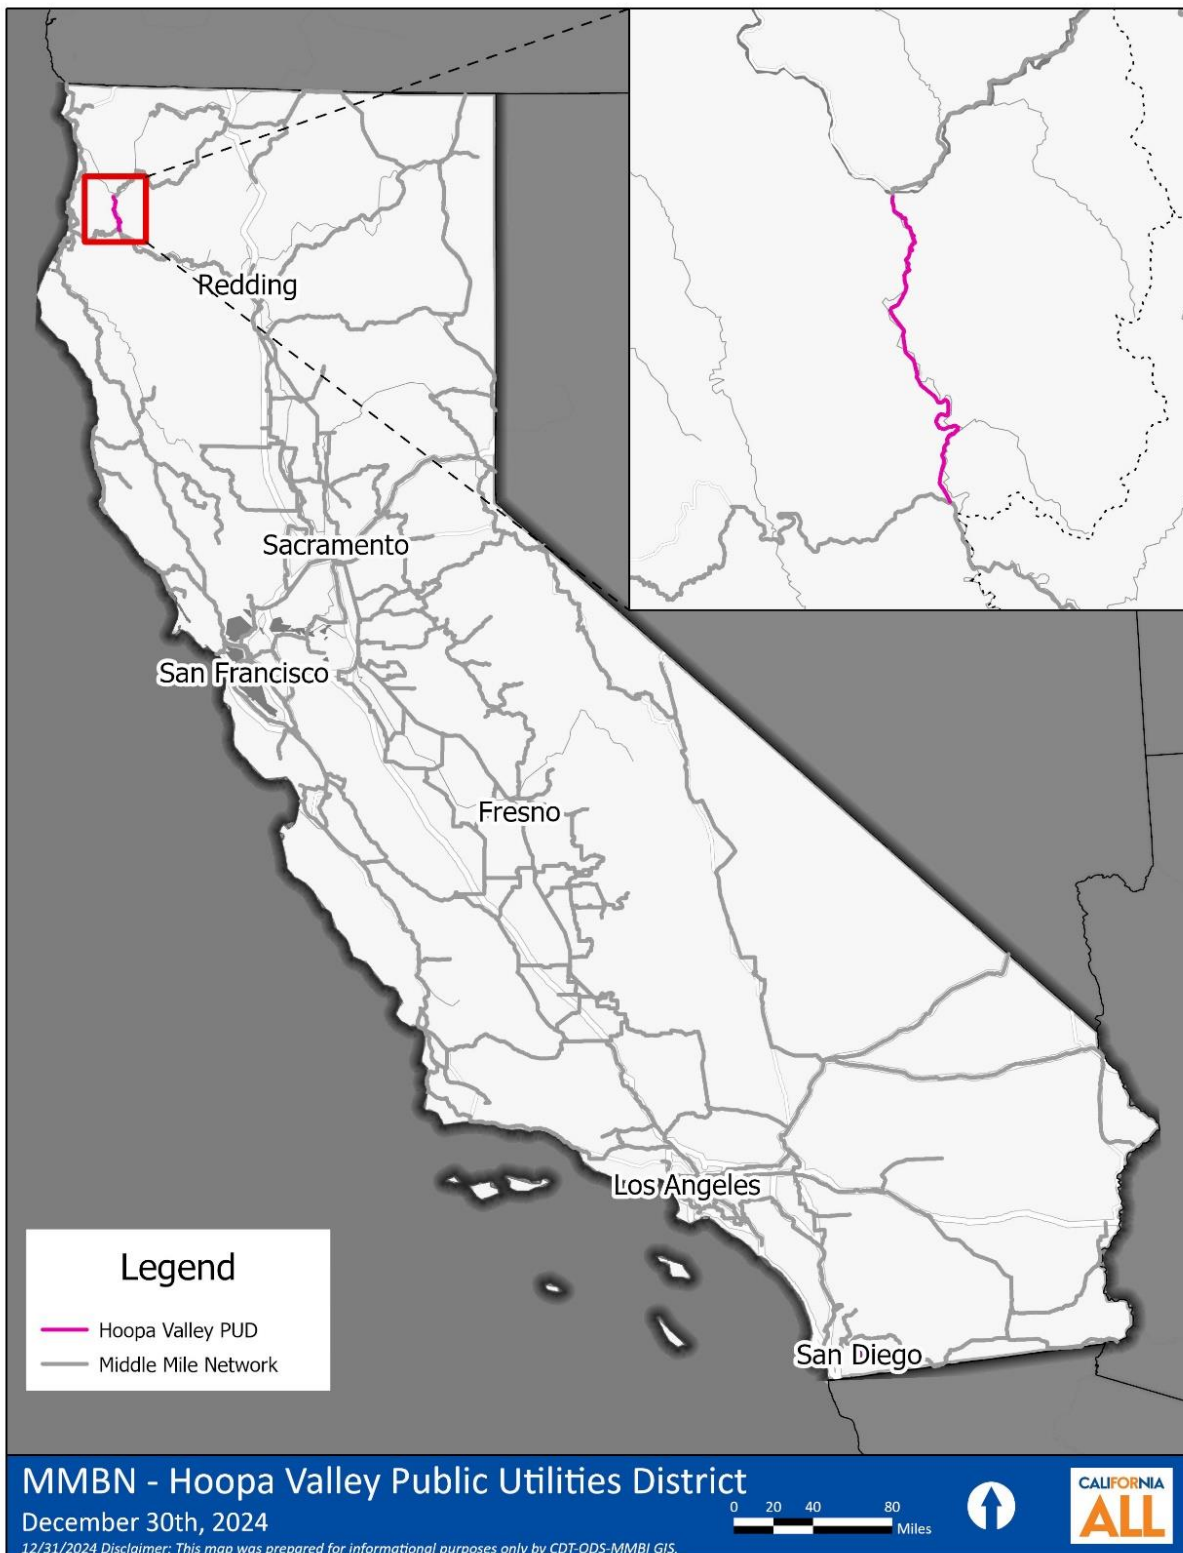 Redding
Sacramento
San Francisco
Fresno
Los Angeles
San Diego
Legend
Hoopa Valley PUD
Middle Mile Network
MMBN - Hoopa Valley Public Utilities District
December 30th, 2024
12/31/2024 Disclaimer: This map was prepared for informational purposes only by CDT-ODS-MMBI GIS.
0 20 40 80
Miles
CALIFORNIA
ALL